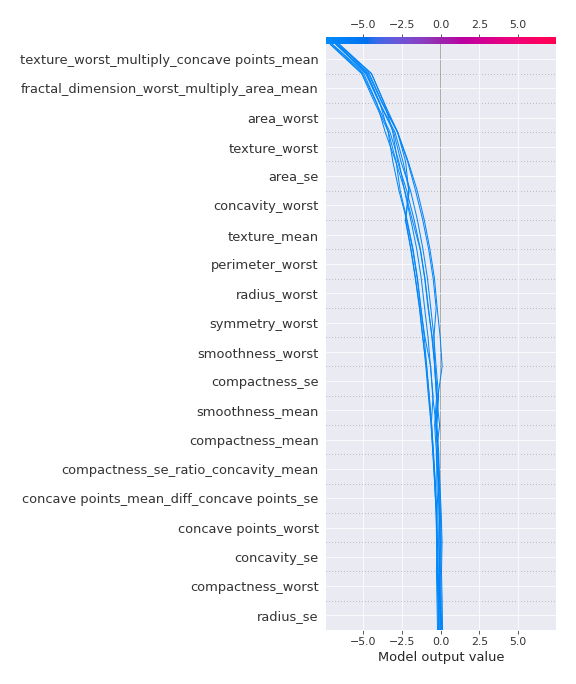 −5.0 −2.5 0.0 2.5 5.0
texture_worst_multiply_concave points_mean
fractal_dimension_worst_multiply_area_mean
area_worst
texture_worst
area_se
concavity_worst
texture_mean
perimeter_worst
radius_worst
symmetry_worst
smoothness_worst
compactness_se
smoothness_mean
compactness_mean
compactness_se_ratio_concavity_mean
concave points_mean_diff_concave points_se
concave points_worst
concavity_se
compactness_worst
radius_se
−5.0 −2.5 0.0 2.5 5.0
Model output value